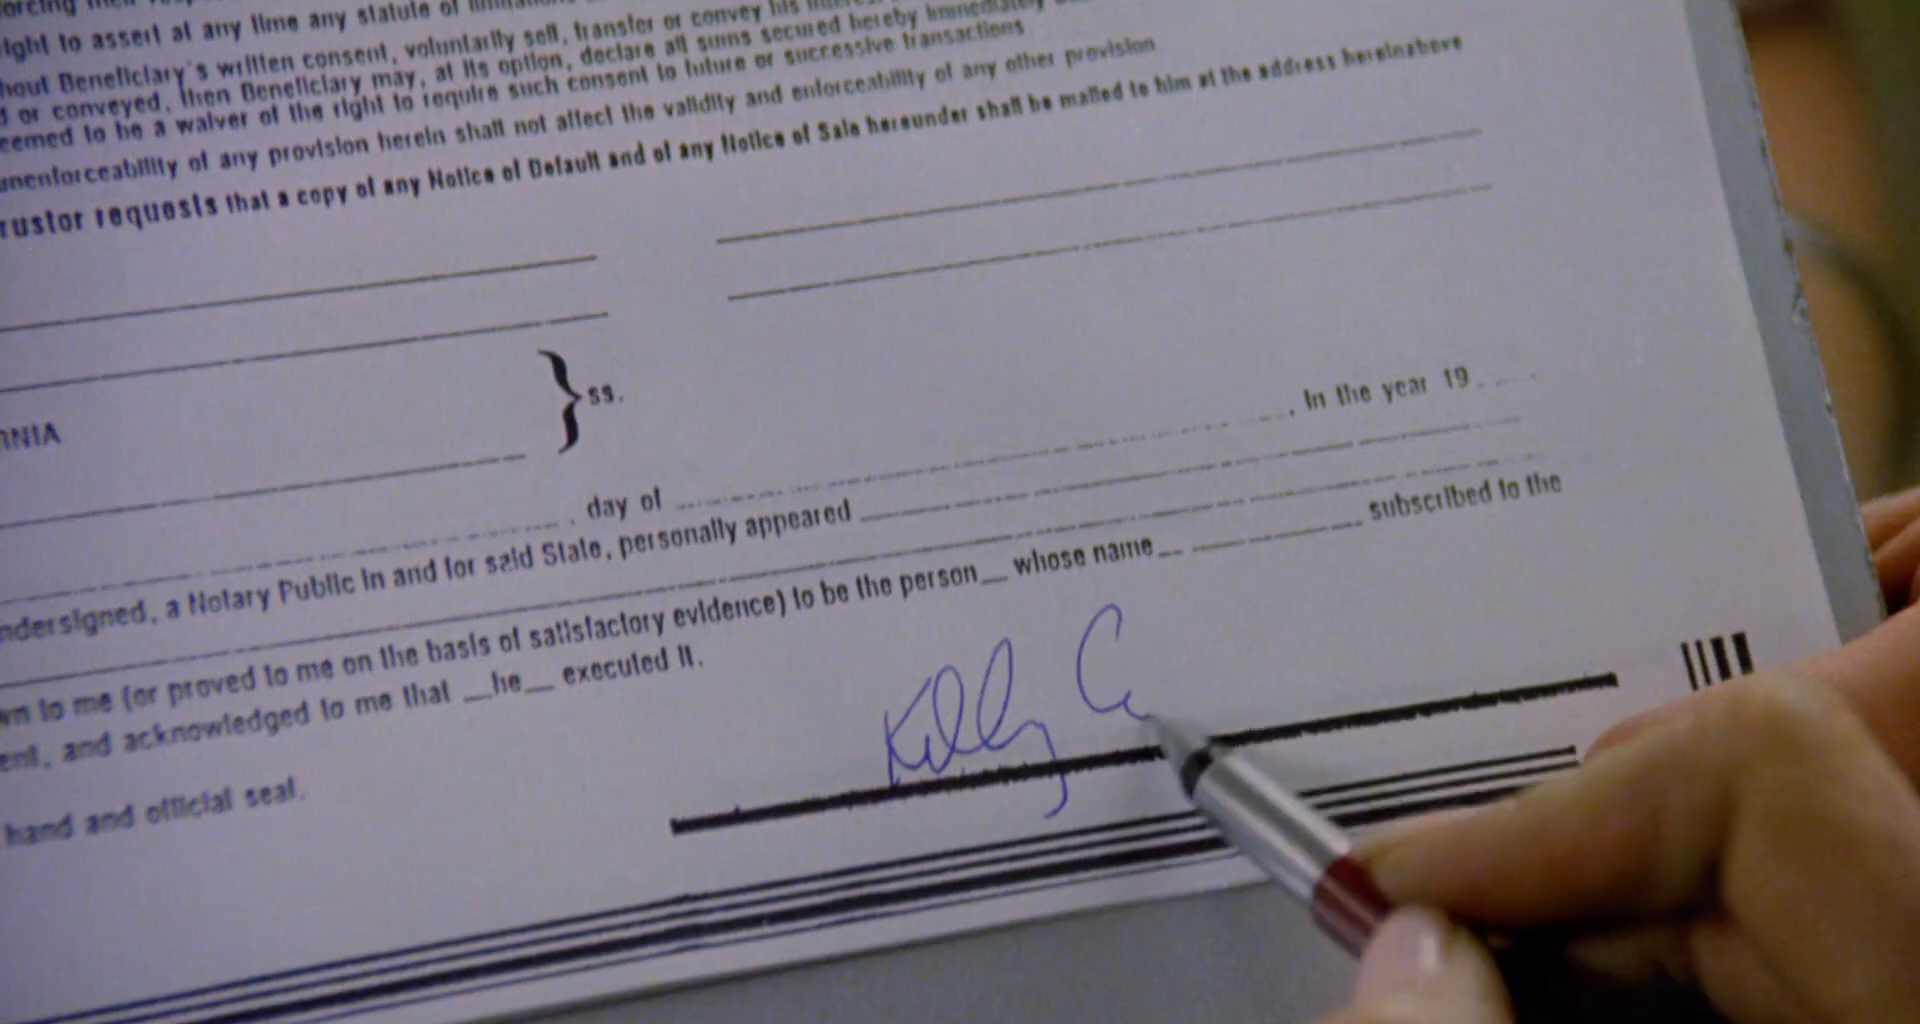 right to assert at any time any statute of
hout Beneficiary's written consent, voluntarily sell, transfer or convey his
d or conveyed, then Beneficiary may, at its option, declare all sums secured hereby immediately
eemed to be a waiver of the right to require such consent to future or successive transactions
unenforceability of any provision herein shall not affect the validity and enforceability of any other provision
rustor requests that a copy of any Notice of Default and of any Notice of Sale hereunder shall be mailed to him at the address hereinabove
RNIA
} ss.
day of , in the year 19
ndersigned, a Notary Public in and for said State, personally appeared
wn to me (or proved to me on the basis of satisfactory evidence) to be the person__ whose name__ subscribed to the
ent, and acknowledged to me that __he__ executed it.
hand and official seal.
Kelly C